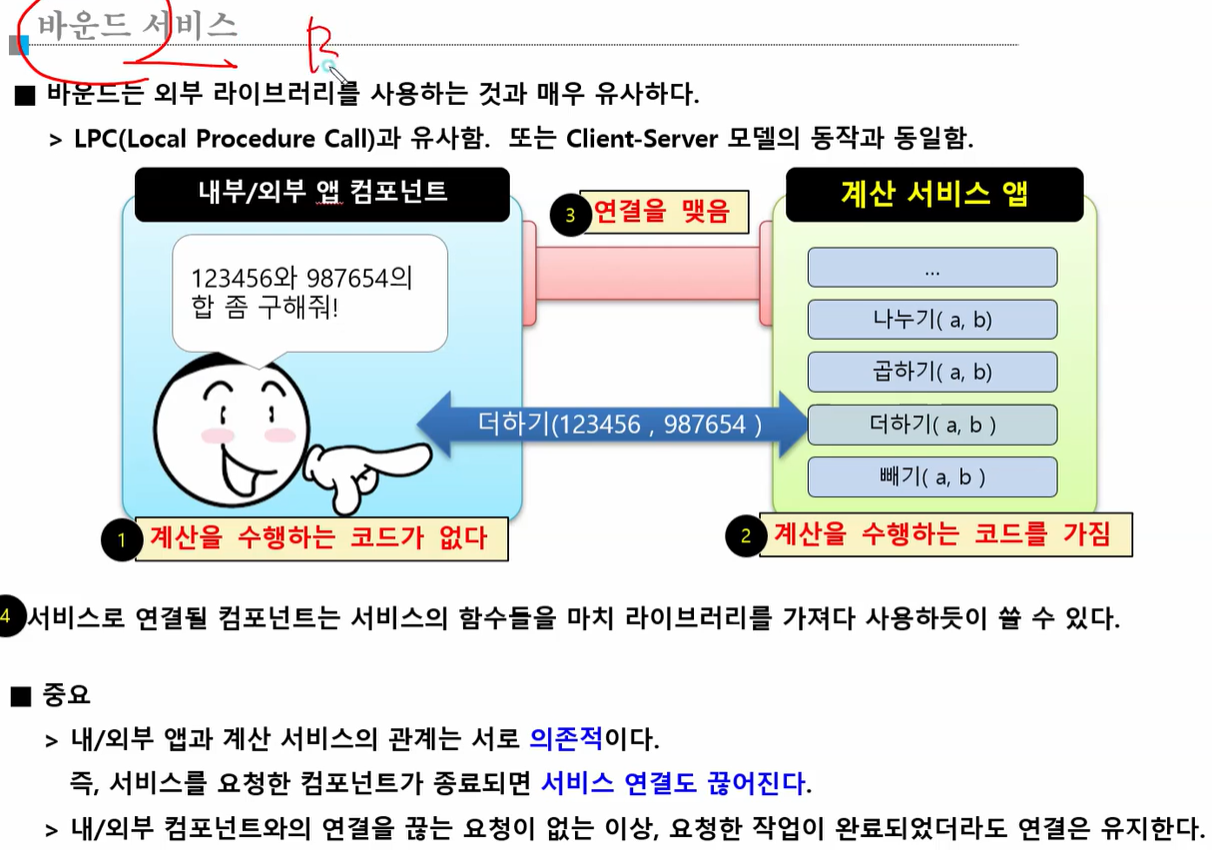 바운드 서비스
B
■ 바운드는 외부 라이브러리를 사용하는 것과 매우 유사하다.
> LPC(Local Procedure Call)과 유사함. 또는 Client-Server 모델의 동작과 동일함.
내부/외부 앱 컴포넌트
3 연결을 맺음
계산 서비스 앱
123456와 987654의
합 좀 구해줘!
...
나누기( a, b)
곱하기( a, b)
더하기(123456 , 987654 )
더하기( a, b )
빼기( a, b )
1 계산을 수행하는 코드가 없다
2 계산을 수행하는 코드를 가짐
4 서비스로 연결될 컴포넌트는 서비스의 함수들을 마치 라이브러리를 가져다 사용하듯이 쓸 수 있다.
■ 중요
> 내/외부 앱과 계산 서비스의 관계는 서로 의존적이다.
즉, 서비스를 요청한 컴포넌트가 종료되면 서비스 연결도 끊어진다.
> 내/외부 컴포넌트와의 연결을 끊는 요청이 없는 이상, 요청한 작업이 완료되었더라도 연결은 유지한다.